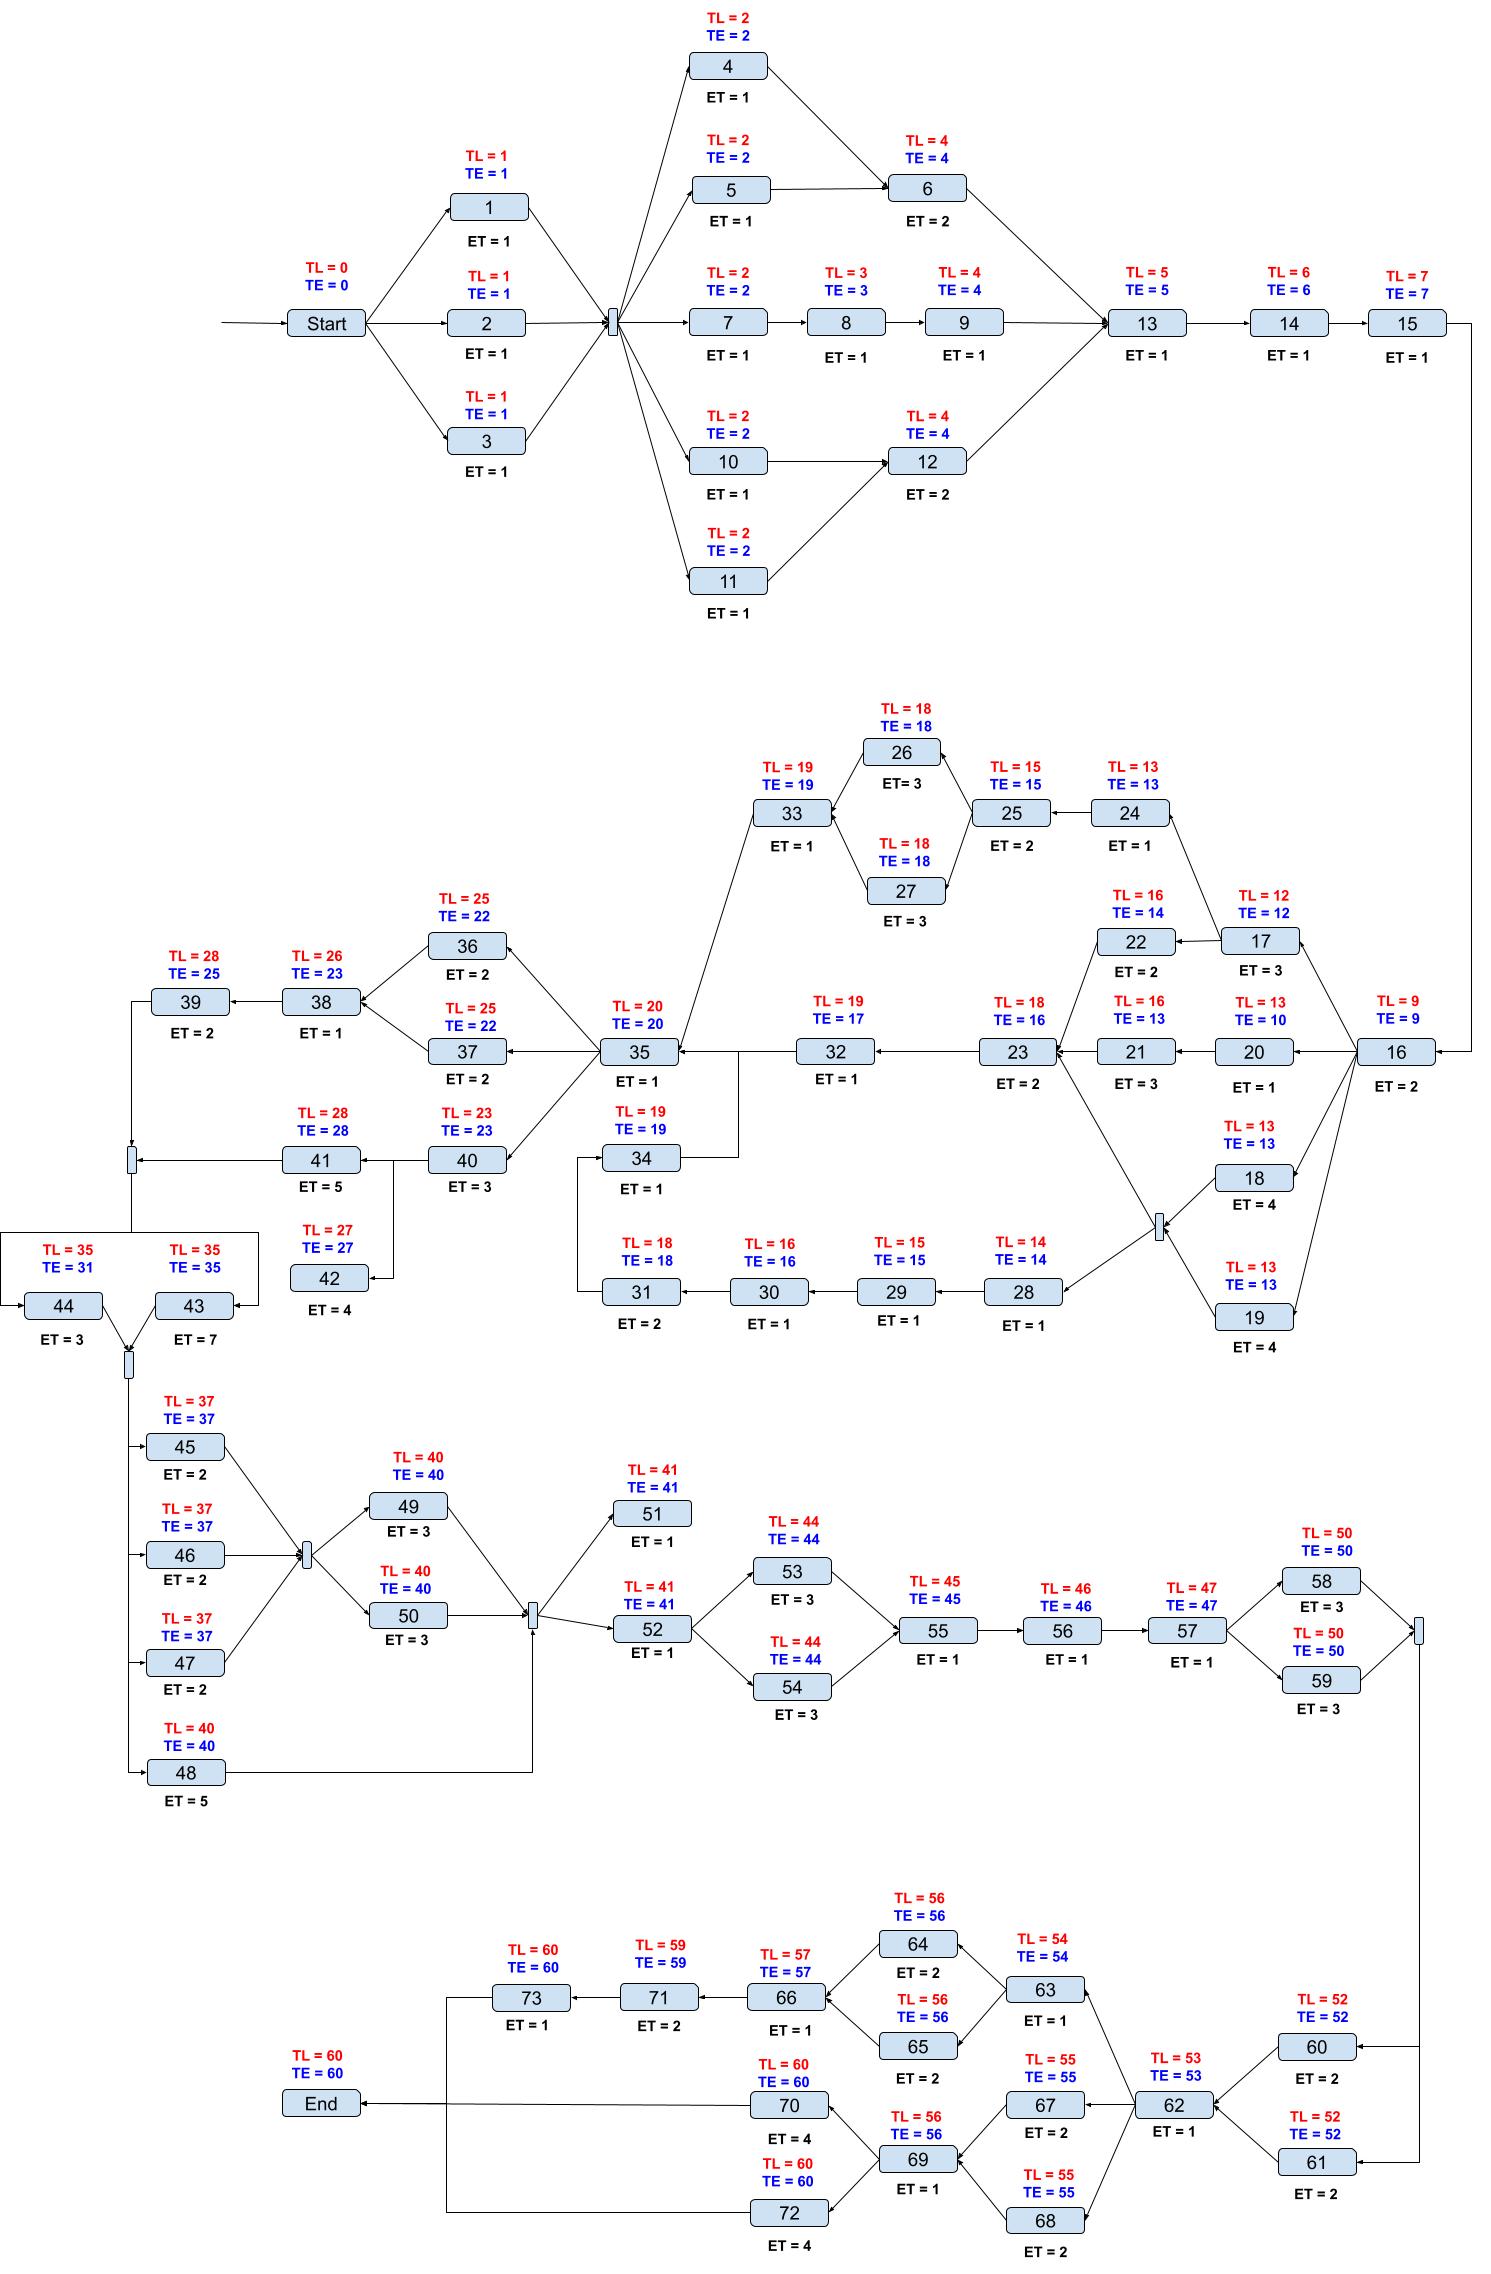 TL = 2
TE = 2
4
ET = 1
TL = 2
TE = 2
5
ET = 1
TL = 4
TE = 4
6
ET = 2
TL = 1
TE = 1
1
ET = 1
TL = 0
TE = 0
Start
TL = 1
TE = 1
2
ET = 1
TL = 2
TE = 2
7
ET = 1
TL = 3
TE = 3
8
ET = 1
TL = 4
TE = 4
9
ET = 1
TL = 5
TE = 5
13
ET = 1
TL = 6
TE = 6
14
ET = 1
TL = 7
TE = 7
15
ET = 1
TL = 1
TE = 1
3
ET = 1
TL = 2
TE = 2
10
ET = 1
TL = 4
TE = 4
12
ET = 2
TL = 2
TE = 2
11
ET = 1
TL = 18
TE = 18
26
ET= 3
TL = 19
TE = 19
33
ET = 1
TL = 15
TE = 15
25
ET = 2
TL = 13
TE = 13
24
ET = 1
TL = 18
TE = 18
27
ET = 3
TL = 25
TE = 22
36
ET = 2
TL = 16
TE = 14
22
ET = 2
TL = 12
TE = 12
17
ET = 3
TL = 28
TE = 25
39
ET = 2
TL = 26
TE = 23
38
ET = 1
TL = 25
TE = 22
37
ET = 2
TL = 20
TE = 20
35
ET = 1
TL = 19
TE = 17
32
ET = 1
TL = 18
TE = 16
23
ET = 2
TL = 16
TE = 13
21
ET = 3
TL = 13
TE = 10
20
ET = 1
TL = 9
TE = 9
16
ET = 2
TL = 28
TE = 28
41
ET = 5
TL = 23
TE = 23
40
ET = 3
TL = 19
TE = 19
34
ET = 1
TL = 13
TE = 13
18
ET = 4
TL = 35
TE = 31
44
ET = 3
TL = 35
TE = 35
43
ET = 7
TL = 27
TE = 27
42
ET = 4
TL = 18
TE = 18
31
ET = 2
TL = 16
TE = 16
30
ET = 1
TL = 15
TE = 15
29
ET = 1
TL = 14
TE = 14
28
ET = 1
TL = 13
TE = 13
19
ET = 4
TL = 37
TE = 37
45
ET = 2
TL = 40
TE = 40
49
ET = 3
TL = 41
TE = 41
51
ET = 1
TL = 37
TE = 37
46
ET = 2
TL = 40
TE = 40
50
ET = 3
TL = 41
TE = 41
52
ET = 1
TL = 44
TE = 44
53
ET = 3
TL = 44
TE = 44
54
ET = 3
TL = 45
TE = 45
55
ET = 1
TL = 46
TE = 46
56
ET = 1
TL = 47
TE = 47
57
ET = 1
TL = 50
TE = 50
58
ET = 3
TL = 50
TE = 50
59
ET = 3
TL = 37
TE = 37
47
ET = 2
TL = 40
TE = 40
48
ET = 5
TL = 56
TE = 56
64
ET = 2
TL = 54
TE = 54
63
ET = 1
TL = 60
TE = 60
73
ET = 1
TL = 59
TE = 59
71
ET = 2
TL = 57
TE = 57
66
ET = 1
TL = 56
TE = 56
65
ET = 2
TL = 52
TE = 52
60
ET = 2
TL = 60
TE = 60
End
TL = 60
TE = 60
70
ET = 4
TL = 55
TE = 55
67
ET = 2
TL = 53
TE = 53
62
ET = 1
TL = 56
TE = 56
69
ET = 1
TL = 52
TE = 52
61
ET = 2
TL = 60
TE = 60
72
ET = 4
TL = 55
TE = 55
68
ET = 2